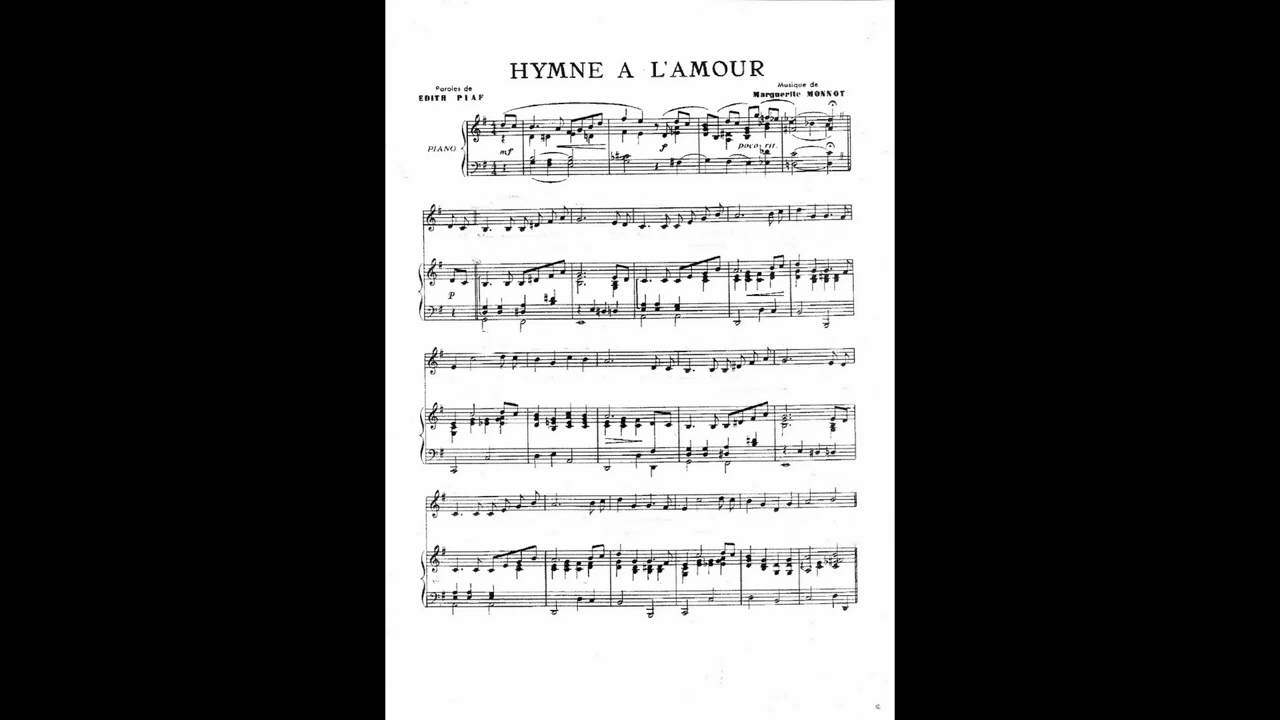 HYMNE A L'AMOUR
Paroles de
EDITH PIAF
Musique de
Marguerite MONNOT
PIANO
mf
f
poco rit.
p